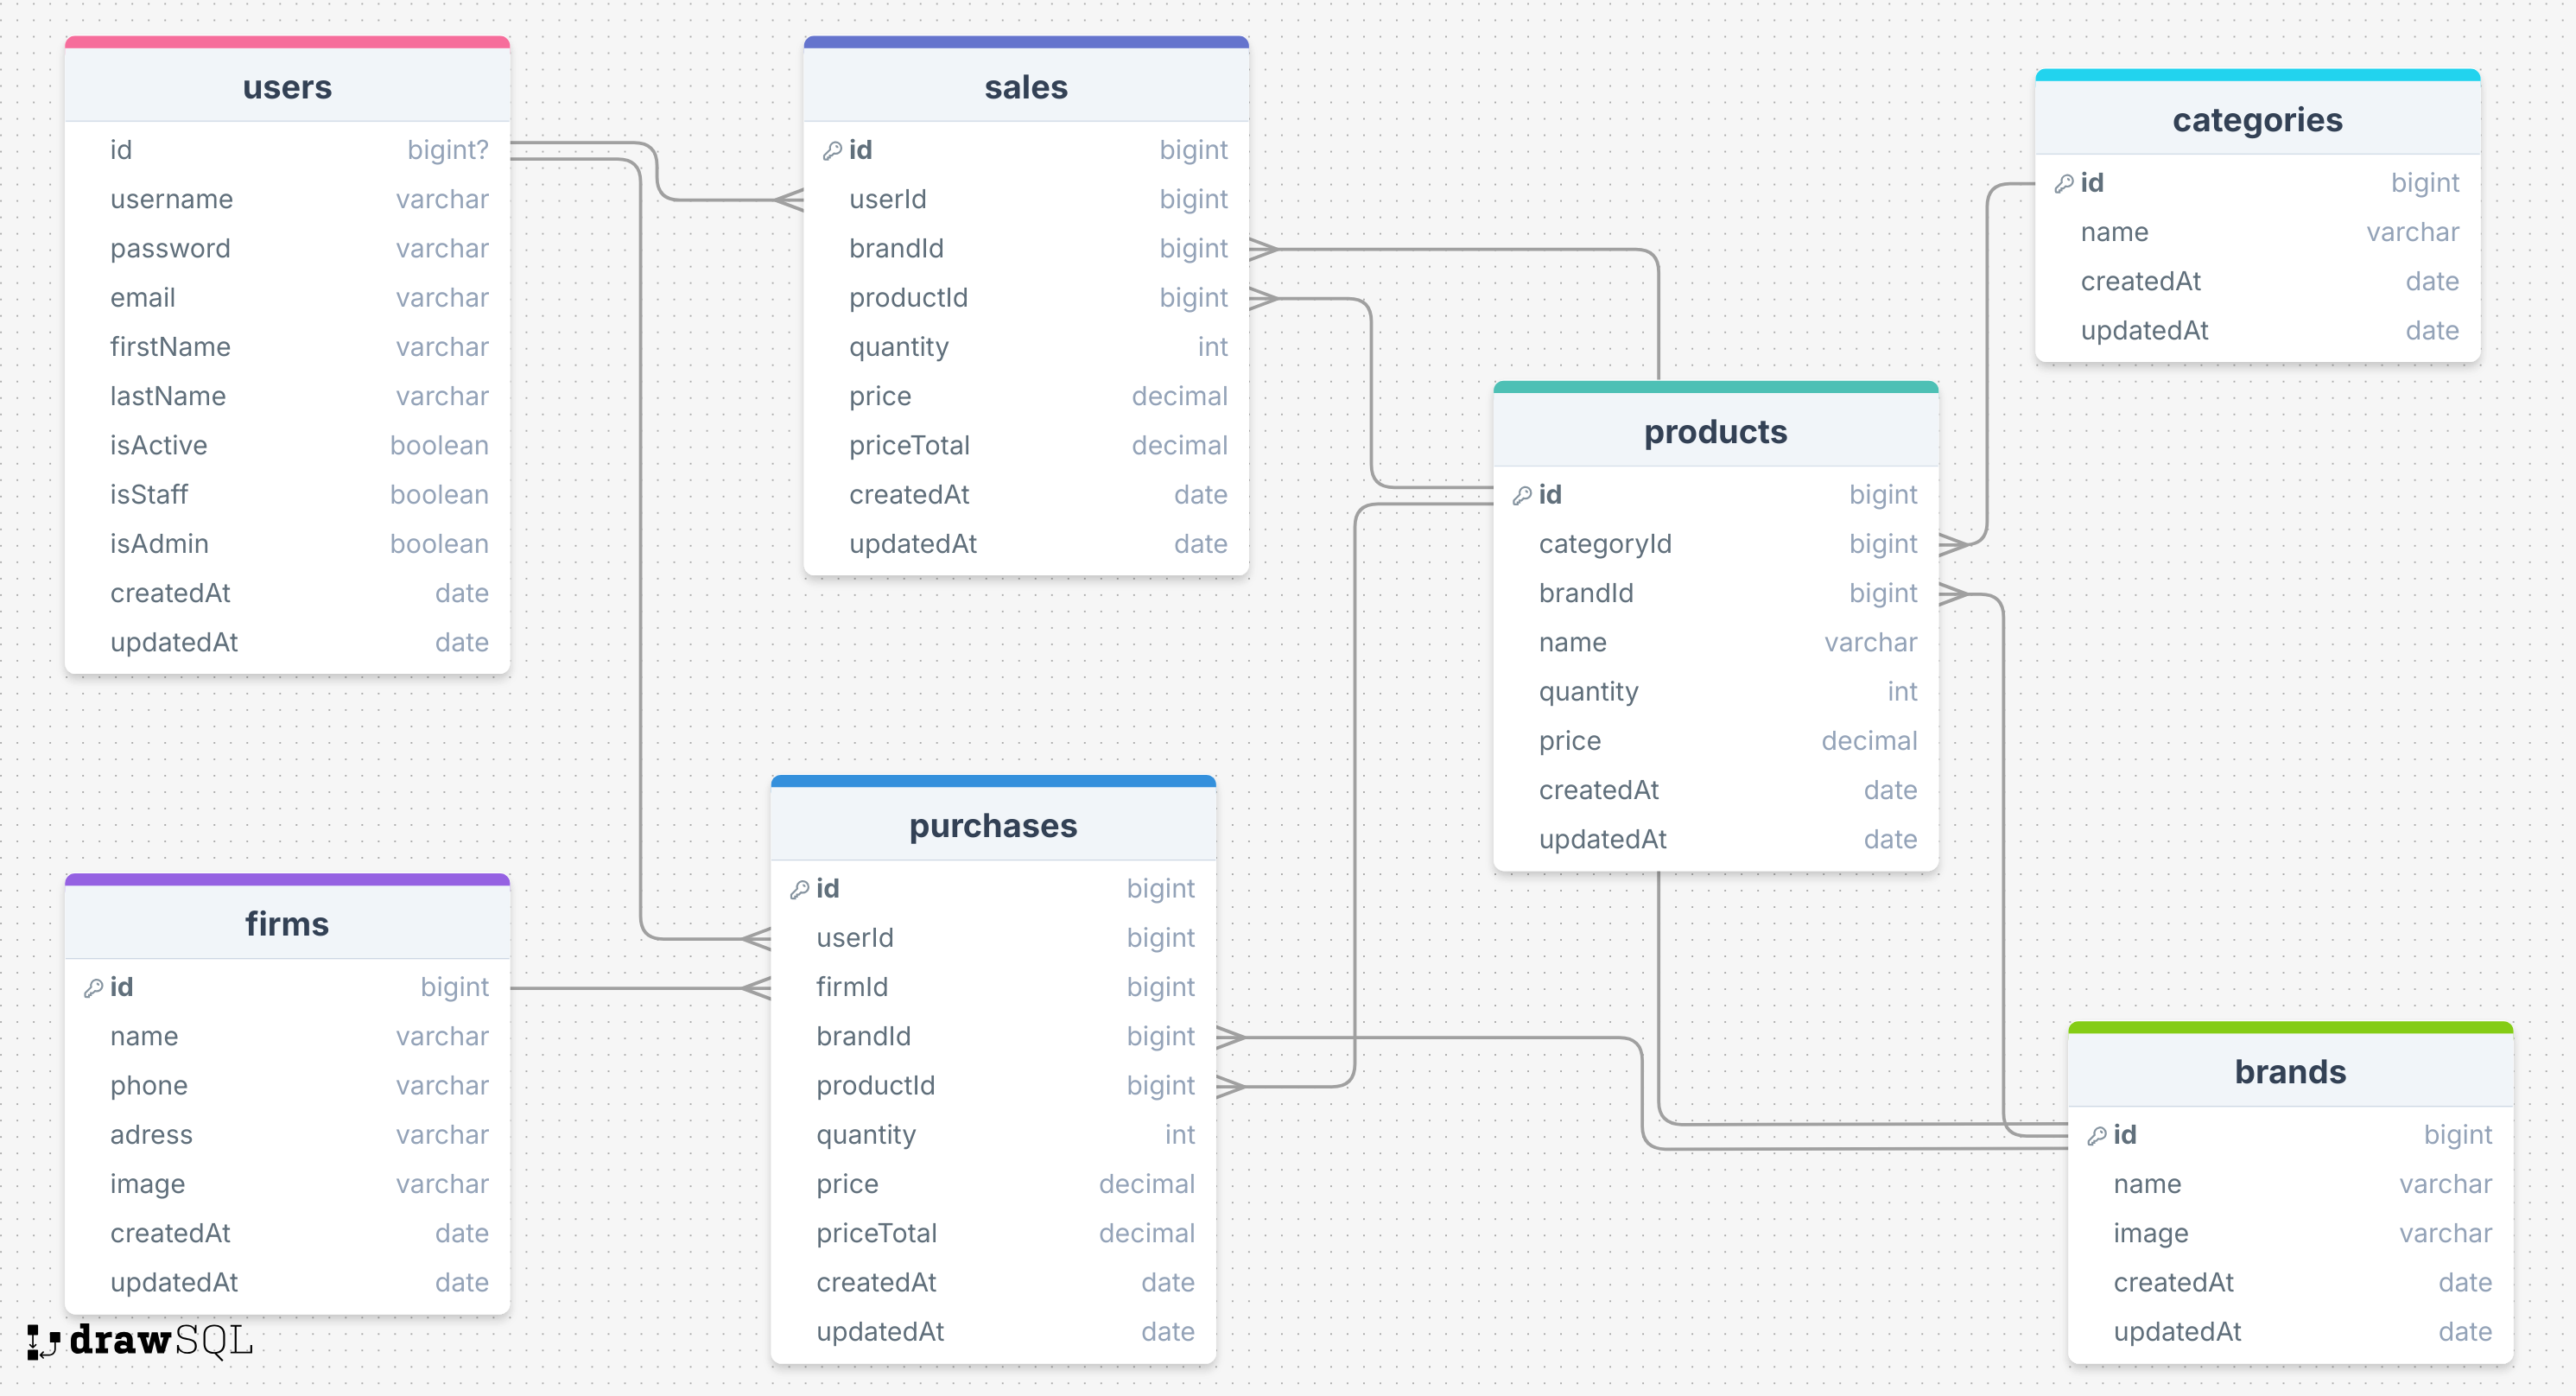 users
id bigint?
username varchar
password varchar
email varchar
firstName varchar
lastName varchar
isActive boolean
isStaff boolean
isAdmin boolean
createdAt date
updatedAt date
sales
id bigint
userId bigint
brandId bigint
productId bigint
quantity int
price decimal
priceTotal decimal
createdAt date
updatedAt date
categories
id bigint
name varchar
createdAt date
updatedAt date
products
id bigint
categoryId bigint
brandId bigint
name varchar
quantity int
price decimal
createdAt date
updatedAt date
firms
id bigint
name varchar
phone varchar
adress varchar
image varchar
createdAt date
updatedAt date
purchases
id bigint
userId bigint
firmId bigint
brandId bigint
productId bigint
quantity int
price decimal
priceTotal decimal
createdAt date
updatedAt date
brands
id bigint
name varchar
image varchar
createdAt date
updatedAt date
drawSQL